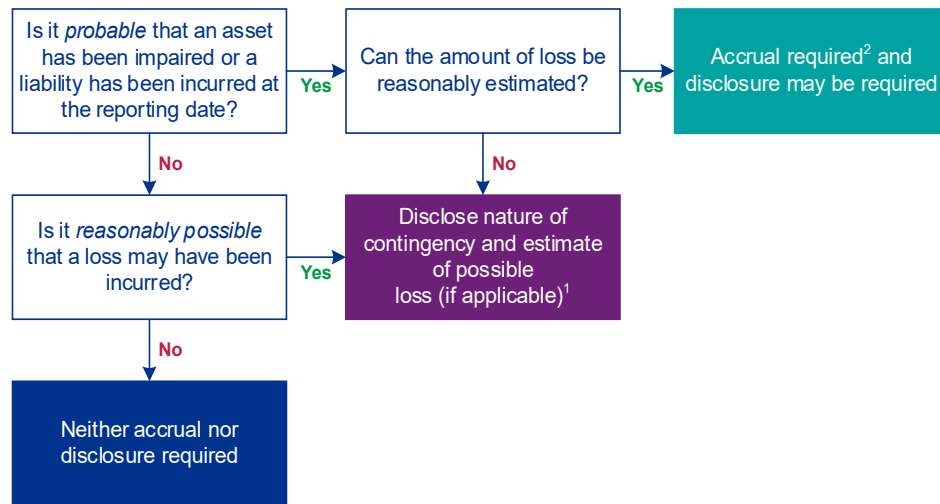 Is it probable that an asset
has been impaired or a
liability has been incurred at
the reporting date?
Yes
Can the amount of loss be
reasonably estimated?
Yes
Accrual required2 and
disclosure may be required
No
No
Is it reasonably possible
that a loss may have been
incurred?
Yes
Disclose nature of
contingency and estimate
of possible
loss (if applicable)1
No
Neither accrual nor
disclosure required